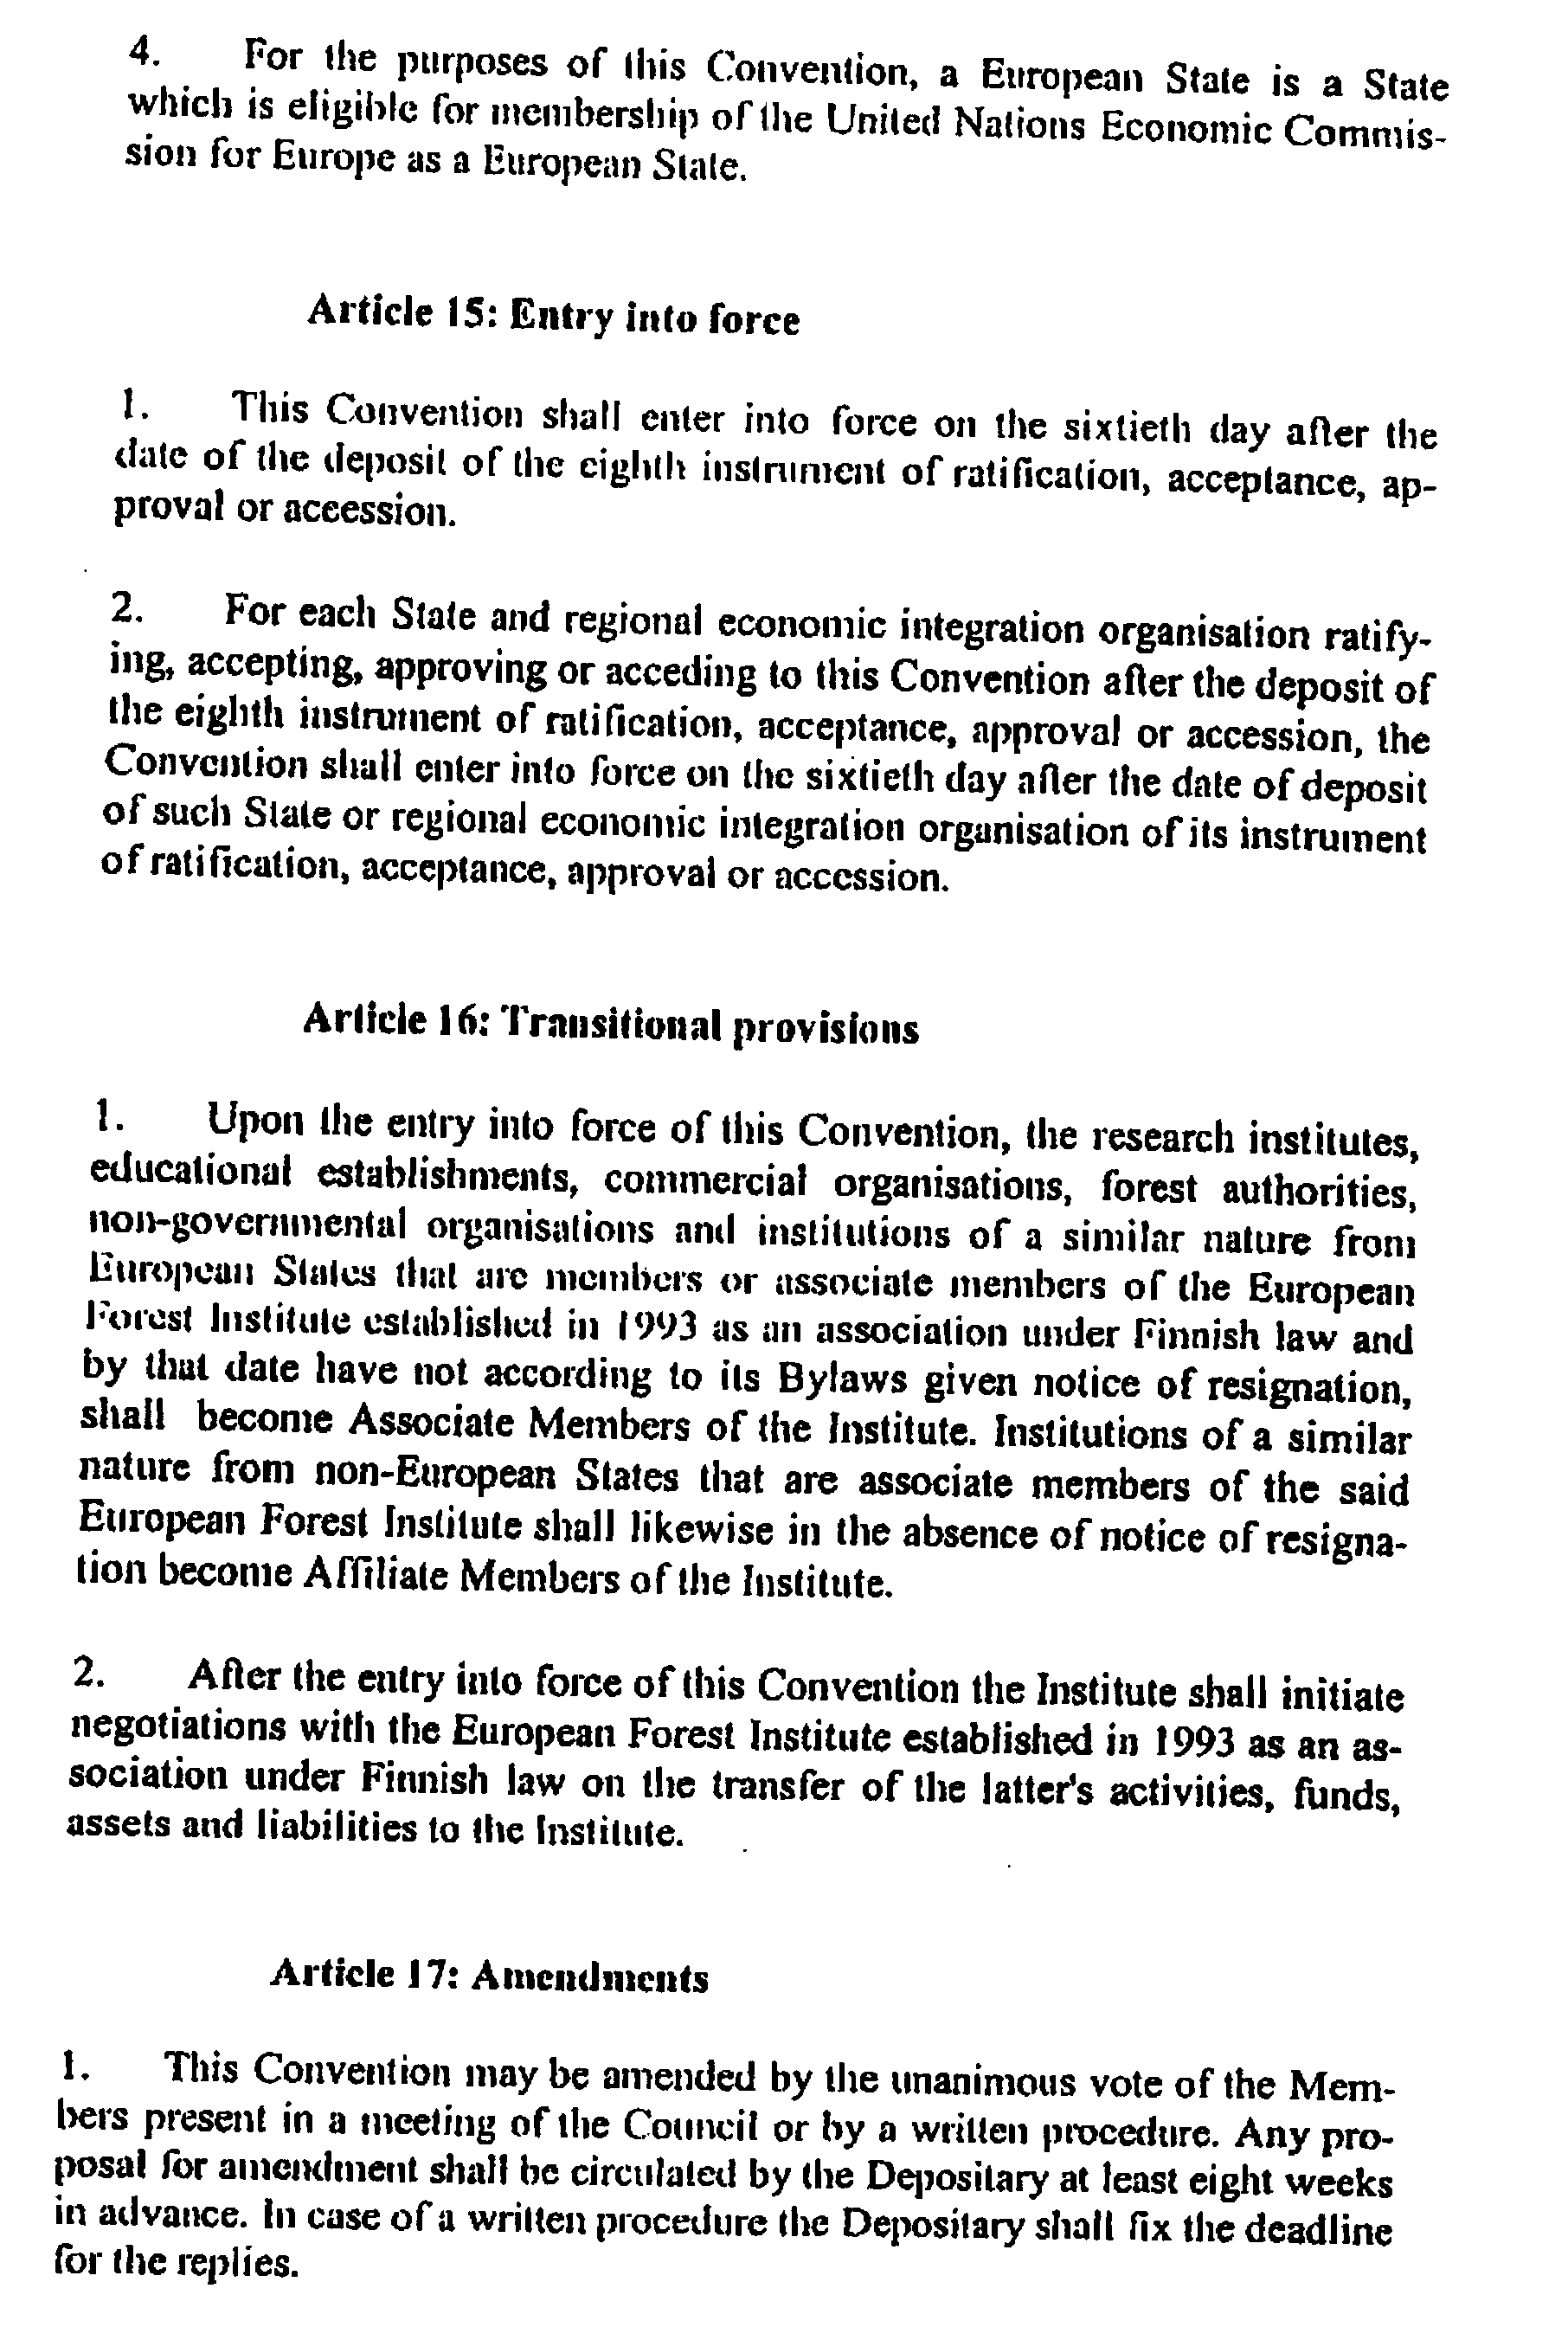 4. For the purposes of this Convention, a European State is a State
which is eligible for membership of the United Nations Economic Commis-
sion for Europe as a European State.
Article 15: Entry into force
1. This Convention shall enter into force on the sixtieth day after the
date of the deposit of the eighth instrument of ratification, acceptance, ap-
proval or accession.
2. For each State and regional economic integration organisation ratify-
ing, accepting, approving or acceding to this Convention after the deposit of
the eighth instrument of ratification, acceptance, approval or accession, the
Convention shall enter into force on the sixtieth day after the date of deposit
of such State or regional economic integration organisation of its instrument
of ratification, acceptance, approval or accession.
Article 16: Transitional provisions
1. Upon the entry into force of this Convention, the research institutes,
educational establishments, commercial organisations, forest authorities,
non-governmental organisations and institutions of a similar nature from
European States that are members or associate members of the European
Forest Institute established in 1993 as an association under Finnish law and
by that date have not according to its Bylaws given notice of resignation,
shall become Associate Members of the Institute. Institutions of a similar
nature from non-European States that are associate members of the said
European Forest Institute shall likewise in the absence of notice of resigna-
tion become Affiliate Members of the Institute.
2. After the entry into force of this Convention the Institute shall initiate
negotiations with the European Forest Institute established in 1993 as an as-
sociation under Finnish law on the transfer of the latter's activities, funds,
assets and liabilities to the Institute.
Article 17: Amendments
1. This Convention may be amended by the unanimous vote of the Mem-
bers present in a meeting of the Council or by a written procedure. Any pro-
posal for amendment shall be circulated by the Depositary at least eight weeks
in advance. In case of a written procedure the Depositary shall fix the deadline
for the replies.